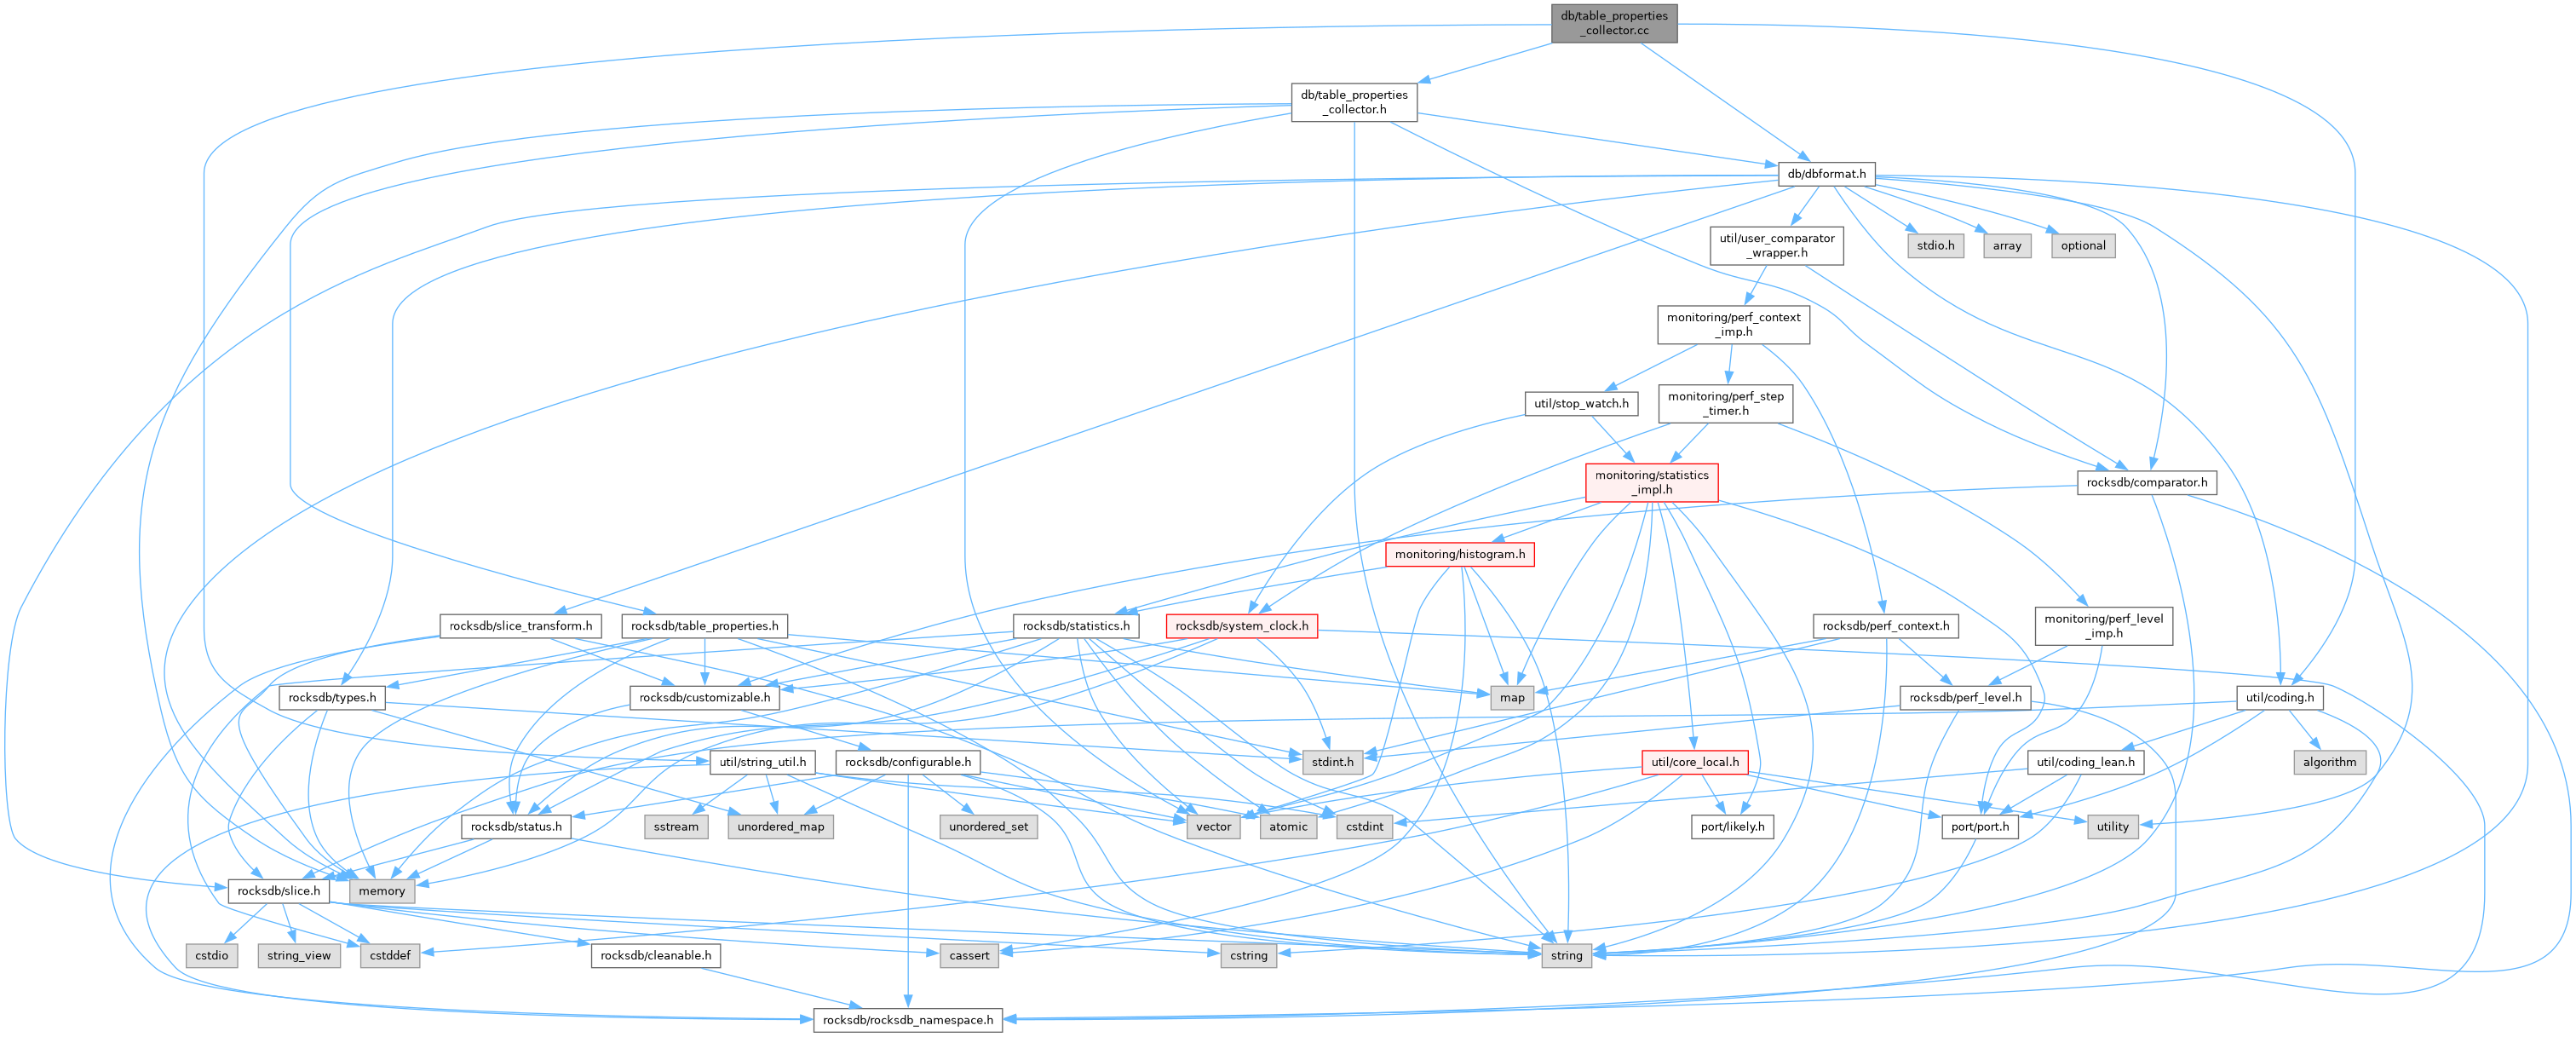 db/table_properties
_collector.cc
db/table_properties
_collector.h
db/dbformat.h
util/user_comparator
_wrapper.h
stdio.h
array
optional
monitoring/perf_context
_imp.h
util/stop_watch.h
monitoring/perf_step
_timer.h
monitoring/statistics
_impl.h
rocksdb/comparator.h
monitoring/histogram.h
rocksdb/slice_transform.h
rocksdb/table_properties.h
rocksdb/statistics.h
rocksdb/system_clock.h
rocksdb/perf_context.h
monitoring/perf_level
_imp.h
rocksdb/types.h
rocksdb/customizable.h
map
rocksdb/perf_level.h
util/coding.h
util/string_util.h
rocksdb/configurable.h
stdint.h
util/core_local.h
util/coding_lean.h
algorithm
rocksdb/status.h
sstream
unordered_map
unordered_set
vector
atomic
cstdint
port/likely.h
port/port.h
utility
rocksdb/slice.h
memory
cstdio
string_view
cstddef
rocksdb/cleanable.h
cassert
cstring
string
rocksdb/rocksdb_namespace.h